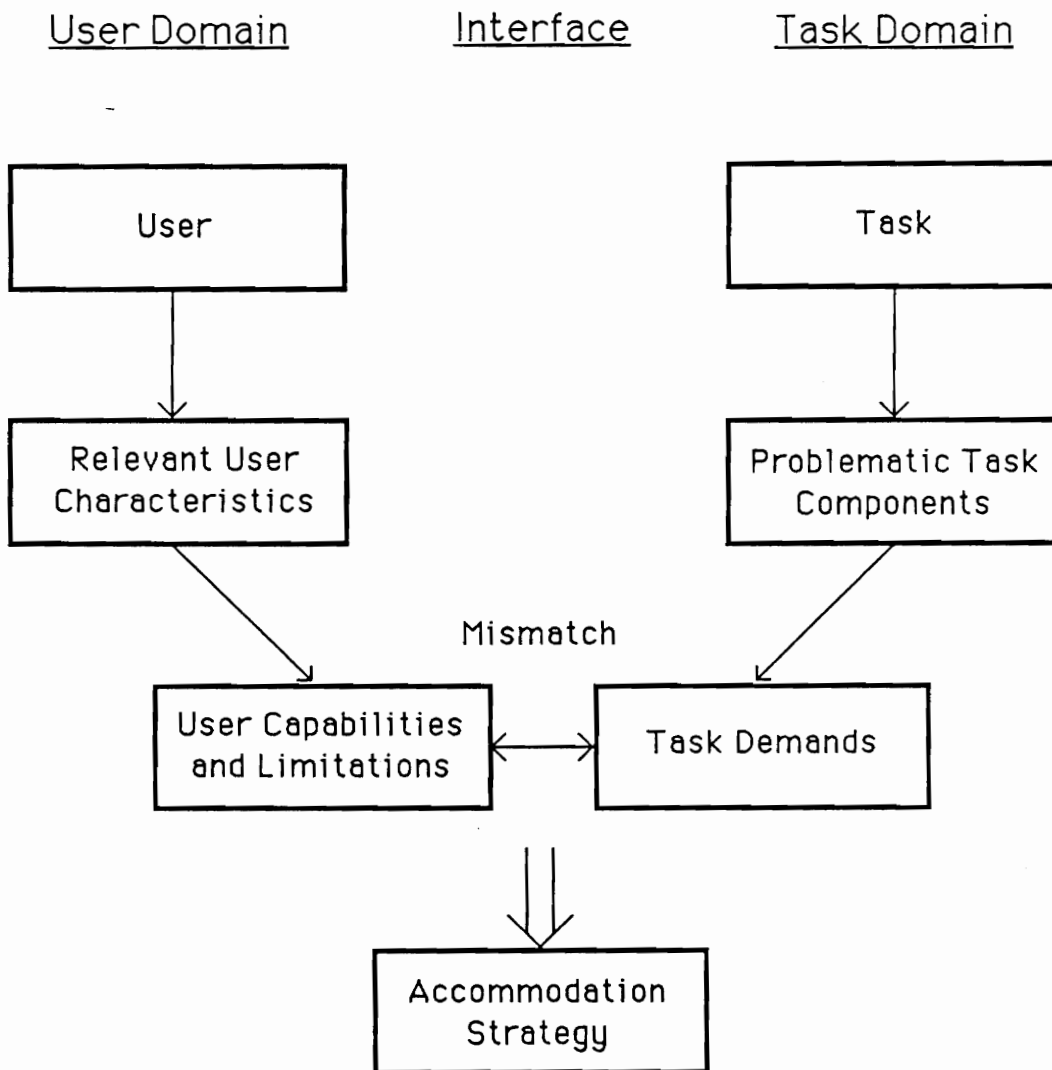 User Domain
Interface
Task Domain
User
Task
Relevant User
Characteristics
Problematic Task
Components
Mismatch
User Capabilities
and Limitations
Task Demands
Accommodation
Strategy